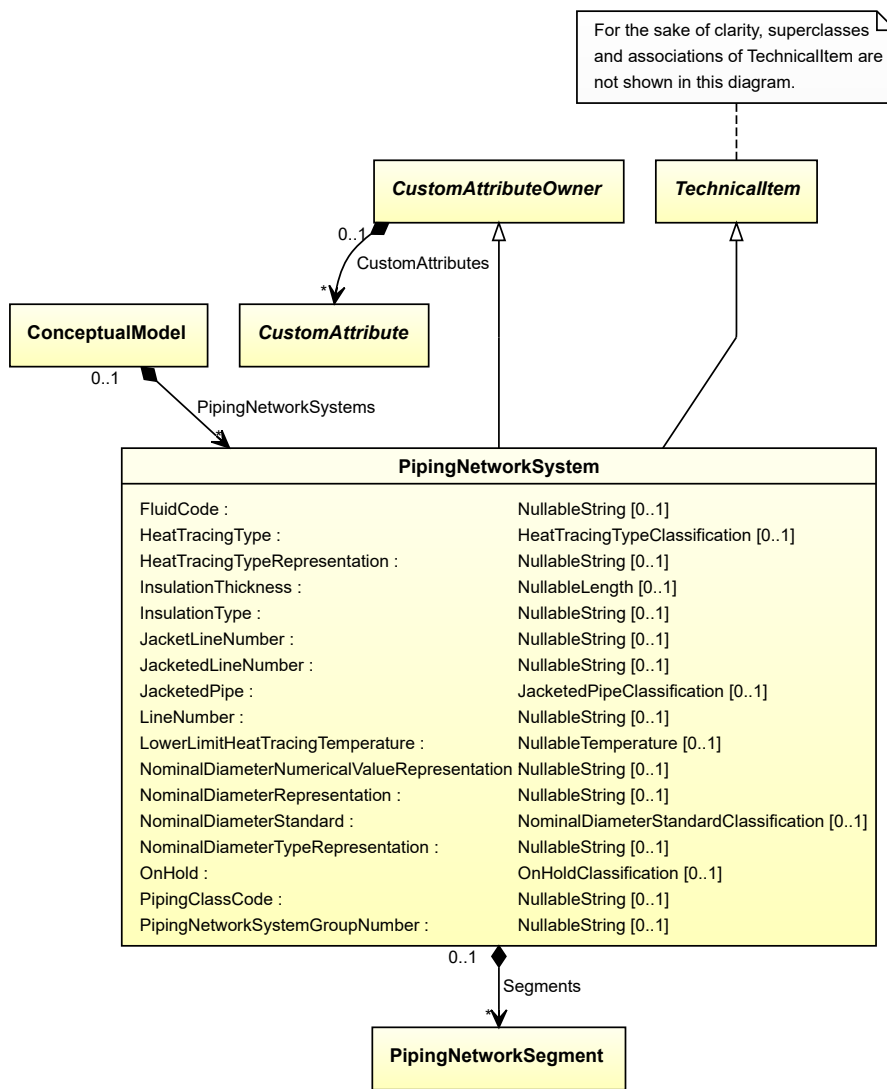 For the sake of clarity, superclasses
and associations of TechnicalItem are
not shown in this diagram.
CustomAttributeOwner
TechnicalItem
0..1
CustomAttributes
*
ConceptualModel
CustomAttribute
0..1
PipingNetworkSystems
*
PipingNetworkSystem
FluidCode : NullableString [0..1]
HeatTracingType : HeatTracingTypeClassification [0..1]
HeatTracingTypeRepresentation : NullableString [0..1]
InsulationThickness : NullableLength [0..1]
InsulationType : NullableString [0..1]
JacketLineNumber : NullableString [0..1]
JacketedLineNumber : NullableString [0..1]
JacketedPipe : JacketedPipeClassification [0..1]
LineNumber : NullableString [0..1]
LowerLimitHeatTracingTemperature : NullableTemperature [0..1]
NominalDiameterNumericalValueRepresentation NullableString [0..1]
NominalDiameterRepresentation : NullableString [0..1]
NominalDiameterStandard : NominalDiameterStandardClassification [0..1]
NominalDiameterTypeRepresentation : NullableString [0..1]
OnHold : OnHoldClassification [0..1]
PipingClassCode : NullableString [0..1]
PipingNetworkSystemGroupNumber : NullableString [0..1]
0..1
Segments
*
PipingNetworkSegment